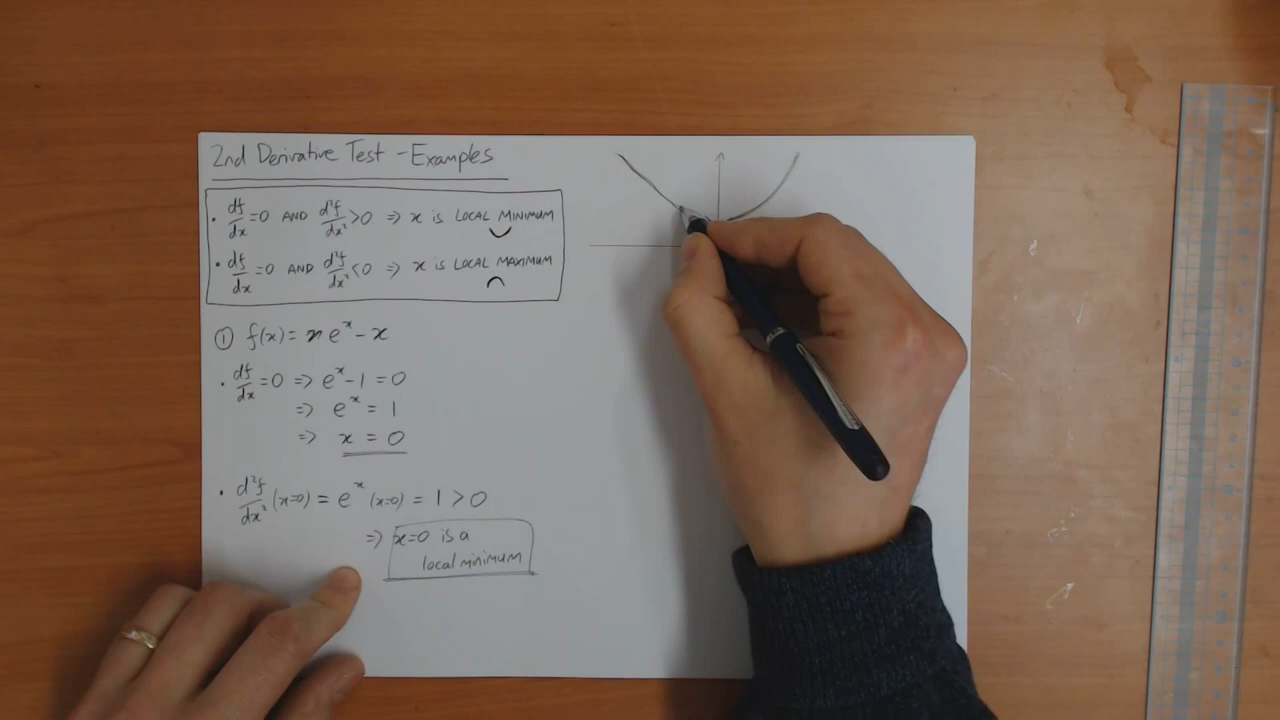 2nd Derivative Test - Examples
• df/dx = 0 AND d²f/dx² > 0 ⇒ x is LOCAL MINIMUM
• df/dx = 0 AND d²f/dx² < 0 ⇒ x is LOCAL MAXIMUM
① f(x) = e^x - x
• df/dx = 0 ⇒ e^x - 1 = 0
⇒ e^x = 1
⇒ x = 0
• d²f/dx² (x=0) = e^x (x=0) = 1 > 0
⇒ x=0 is a
local minimum